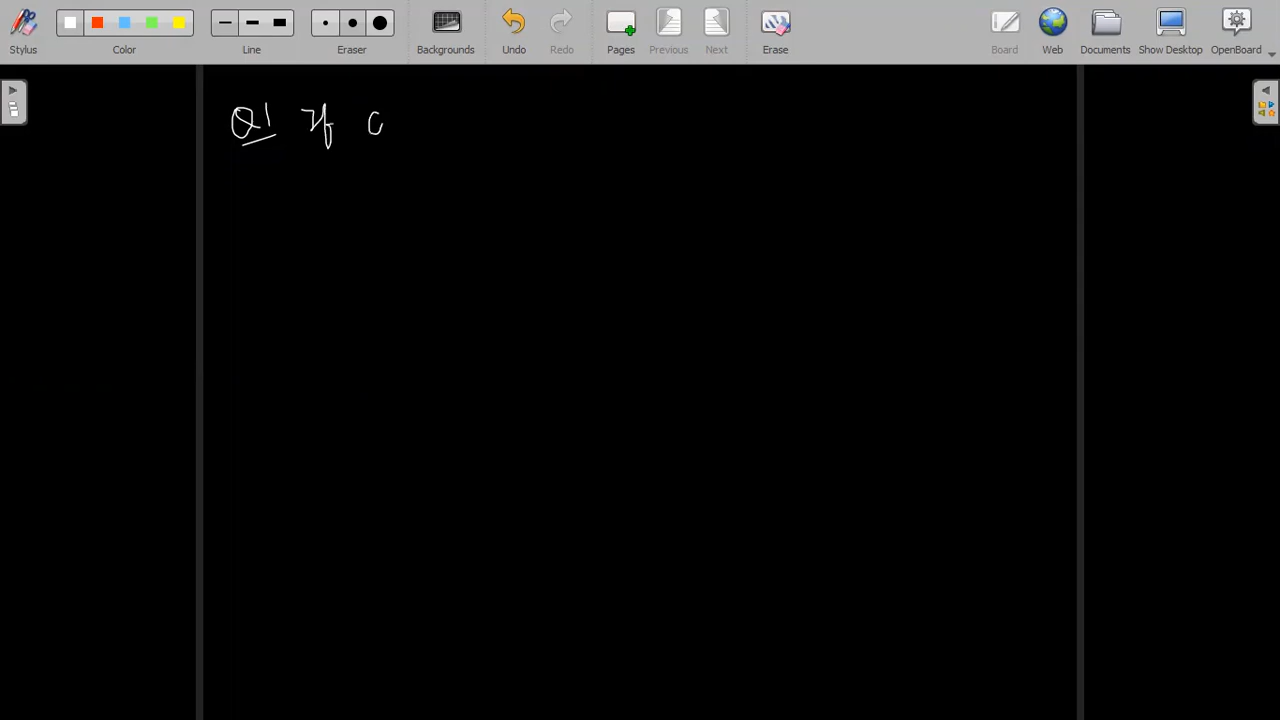 Stylus
Color
Line
Eraser
Backgrounds
Undo
Redo
Pages
Previous
Next
Erase
Board
Web
Documents
Show Desktop
OpenBoard
Q1 If